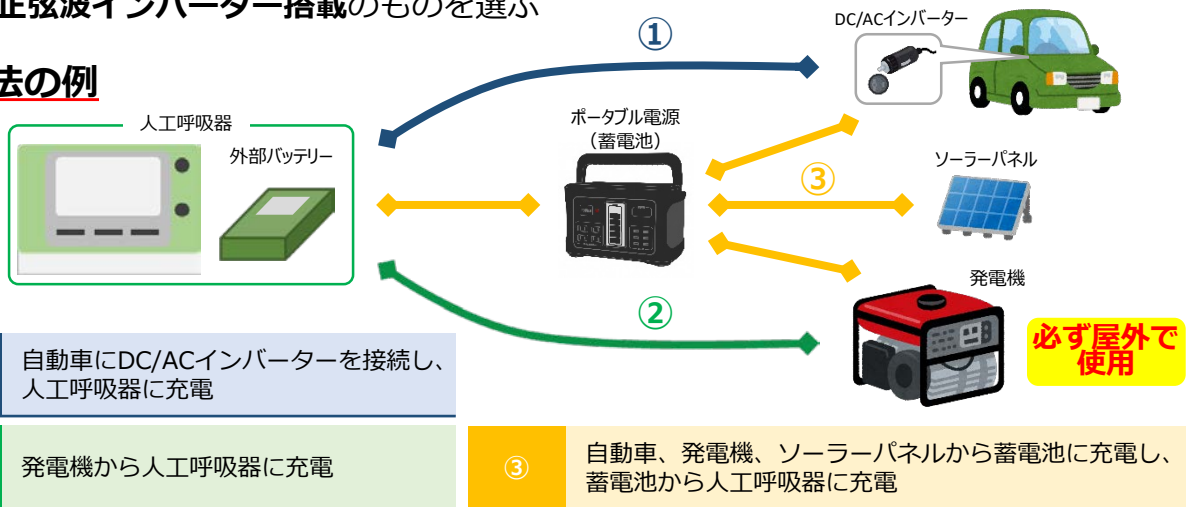 正弦波インバーター搭載のものを選ぶ
法の例
①
DC/ACインバーター
人工呼吸器
外部バッテリー
ポータブル電源
（蓄電池）
③
ソーラーパネル
発電機
②
必ず屋外で
使用
自動車にDC/ACインバーターを接続し、
人工呼吸器に充電
発電機から人工呼吸器に充電
③
自動車、発電機、ソーラーパネルから蓄電池に充電し、
蓄電池から人工呼吸器に充電